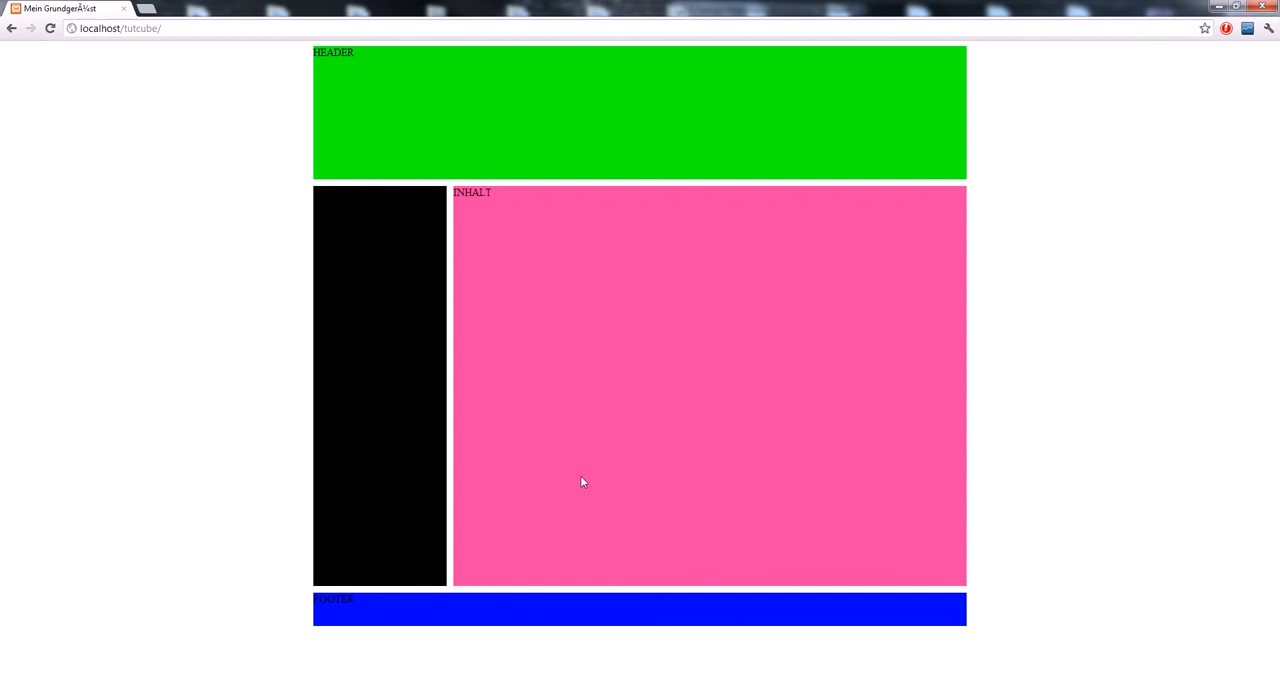 Mein GrundgerÃ¼st
localhost/tutcube/
HEADER
INHALT
FOOTER